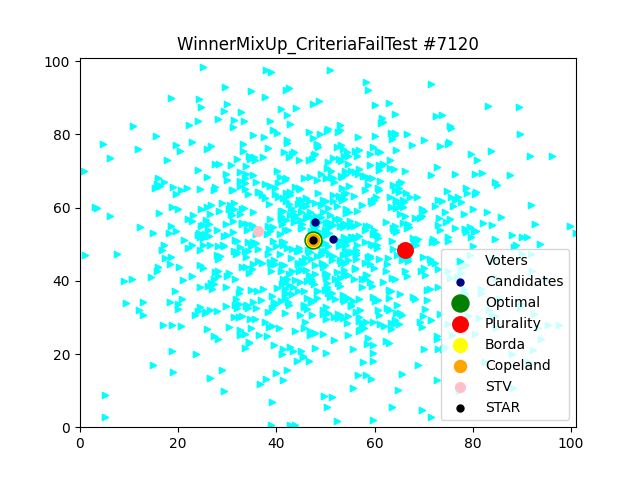 WinnerMixUp_CriteriaFailTest #7120
100
80
60
40
20
0
0
20
40
60
80
100
Voters
Candidates
Optimal
Plurality
Borda
Copeland
STV
STAR